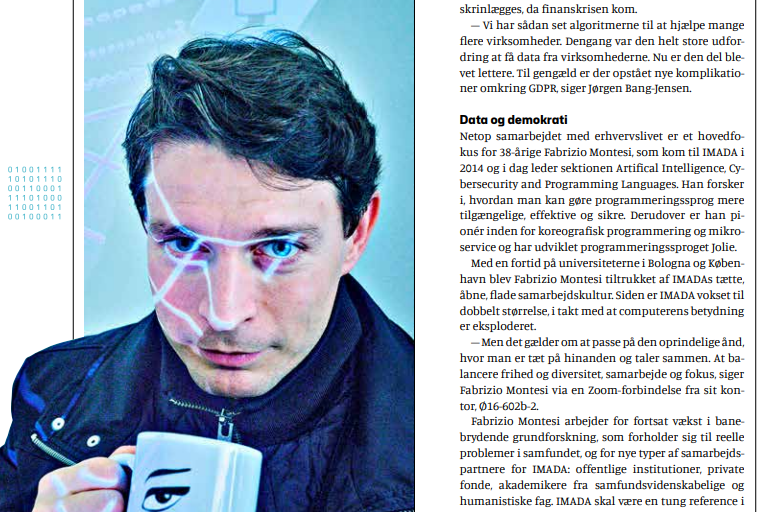 01001111
10101110
00110001
11101000
11001101
00100011
skrinlægges, da finanskrisen kom.
— Vi har sådan set algoritmerne til at hjælpe mange
flere virksomheder. Dengang var den helt store udfor-
dring at få data fra virksomhederne. Nu er den del ble-
vet lettere. Til gengæld er der opstået nye komplikatio-
ner omkring GDPR, siger Jørgen Bang-Jensen.
Data og demokrati
Netop samarbejdet med erhvervslivet er et hovedfo-
kus for 38-årige Fabrizio Montesi, som kom til IMADA i
2014 og i dag leder sektionen Artifical Intelligence, Cy-
bersecurity and Programming Languages. Han forsker
i, hvordan man kan gøre programmeringssprog mere
tilgængelige, effektive og sikre. Derudover er han pi-
onér inden for koreografisk programmering og mikro-
service og har udviklet programmeringssproget Jolie.
Med en fortid på universiteterne i Bologna og Køben-
havn blev Fabrizio Montesi tiltrukket af IMADAs tætte,
åbne, flade samarbejdskultur. Siden er IMADA vokset til
dobbelt størrelse, i takt med at computerens betydning
er eksploderet.
— Men det gælder om at passe på den oprindelige ånd,
hvor man er tæt på hinanden og taler sammen. At ba-
lancere frihed og diversitet, samarbejde og fokus, siger
Fabrizio Montesi via en Zoom-forbindelse fra sit kon-
tor, Ø16-602b-2.
Fabrizio Montesi arbejder for fortsat vækst i bane-
brydende grundforskning, som forholder sig til reelle
problemer i samfundet, og for nye typer af samarbejds-
partnere for IMADA: offentlige institutioner, private
fonde, akademikere fra samfundsvidenskabelige og
humanistiske fag. IMADA skal være en tung reference i